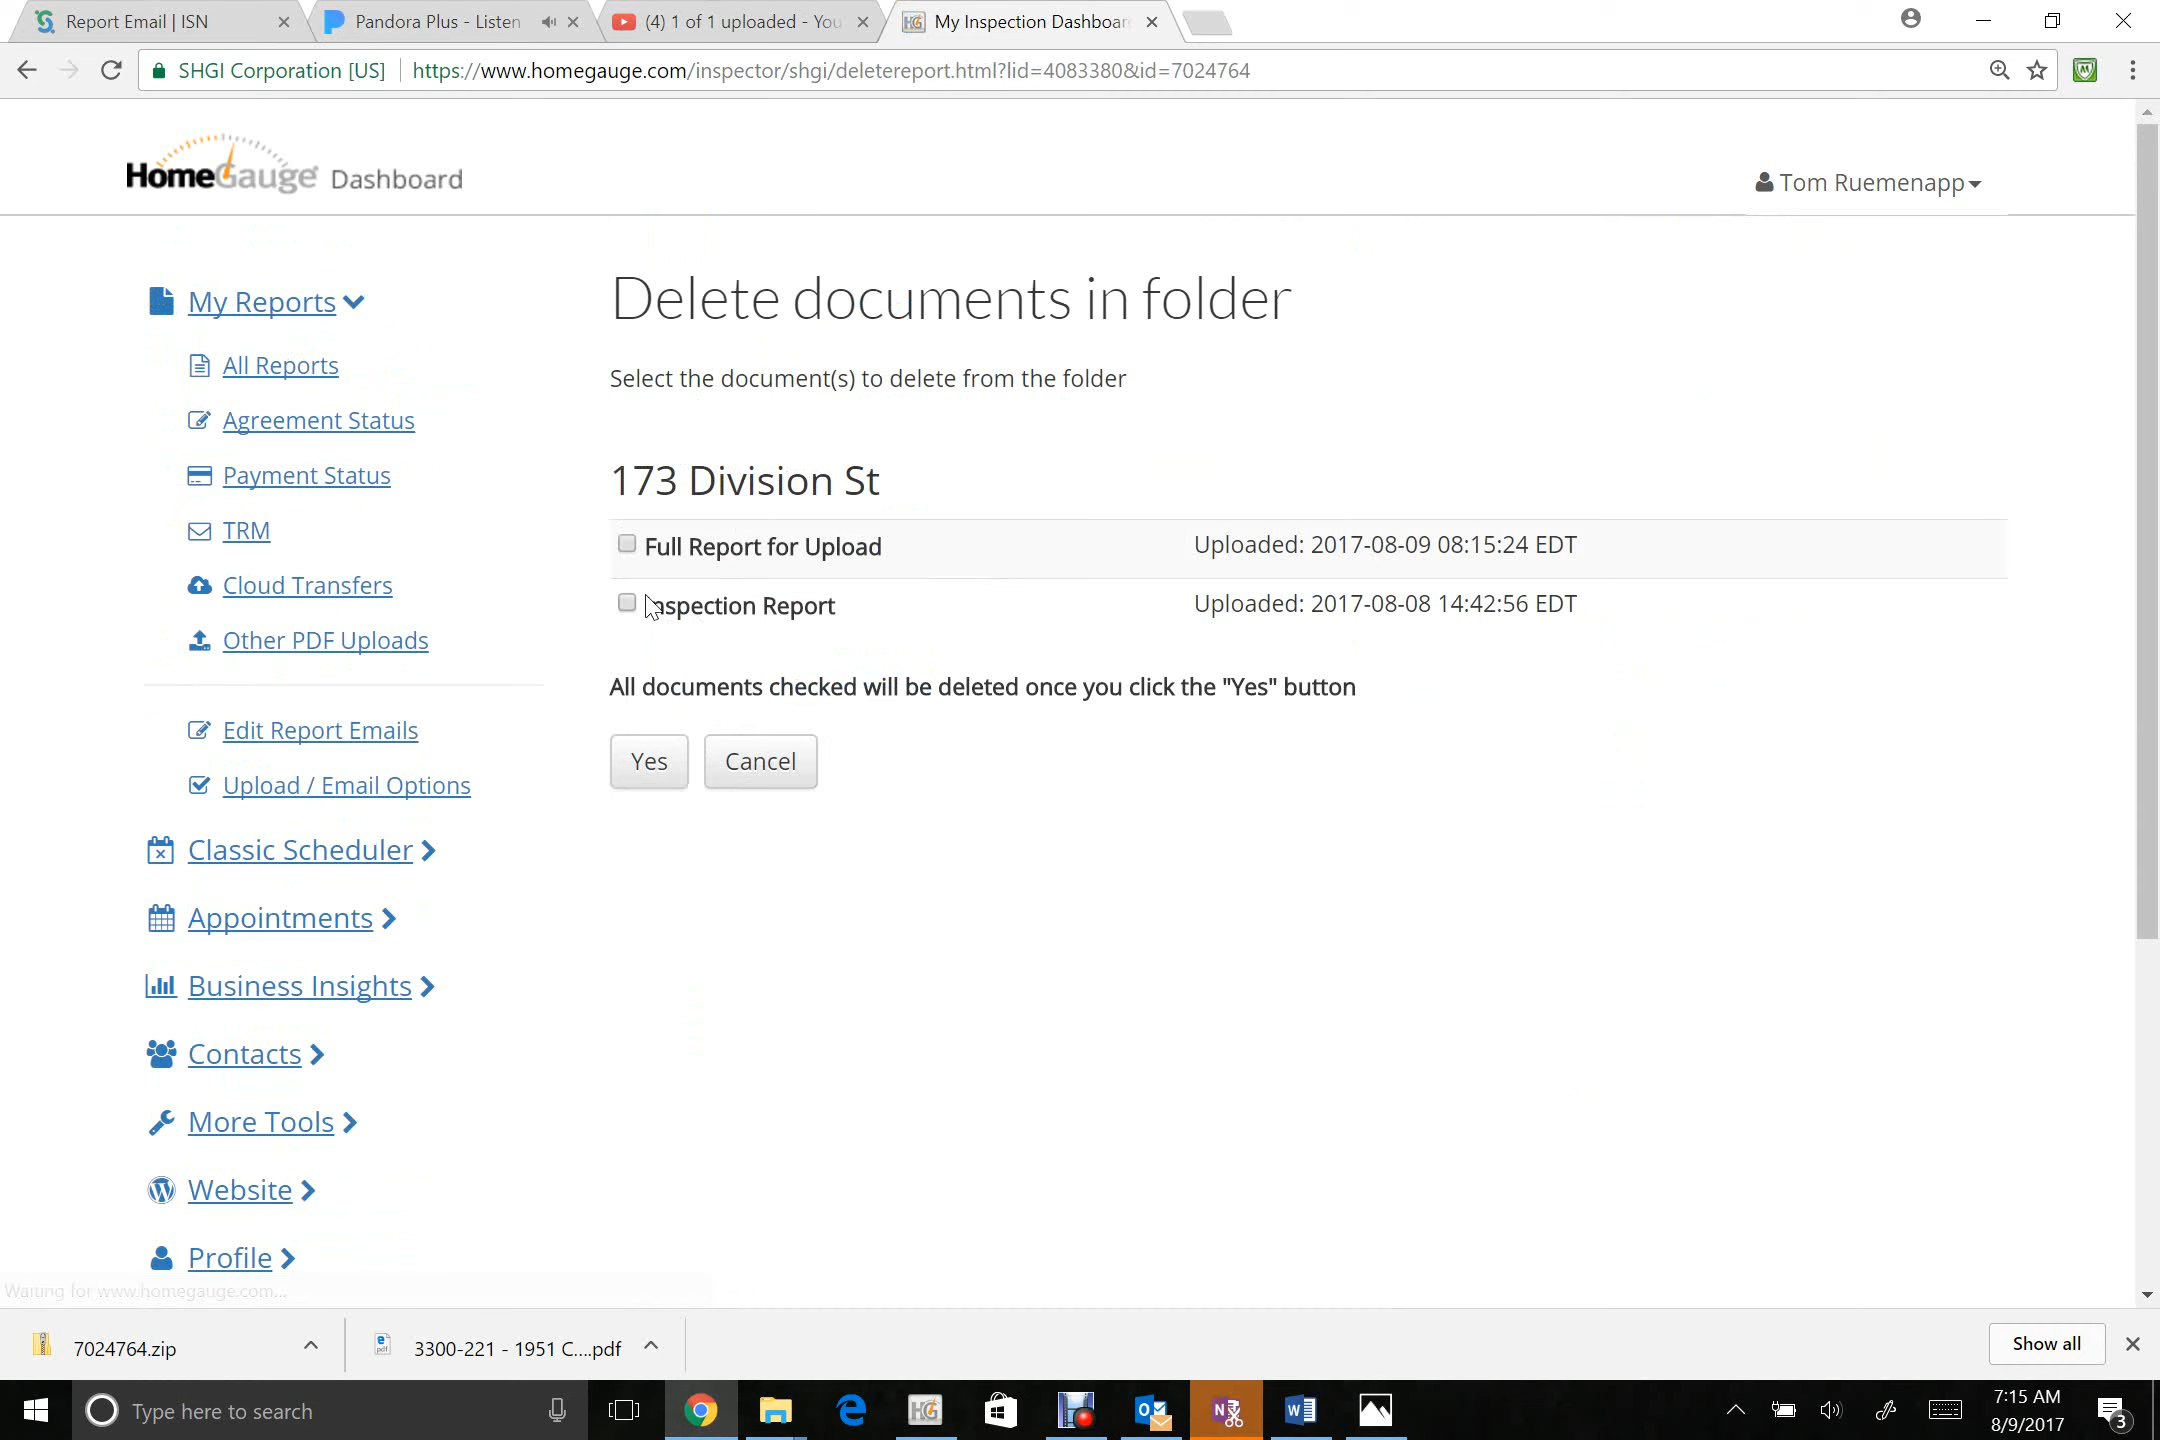 Report Email | ISN
Pandora Plus - Listen
(4) 1 of 1 uploaded - You
My Inspection Dashboar
SHGI Corporation [US]
https://www.homegauge.com/inspector/shgi/deletereport.html?lid=4083380&id=7024764
HomeGauge Dashboard
Tom Ruemenapp
My Reports
All Reports
Agreement Status
Payment Status
TRM
Cloud Transfers
Other PDF Uploads
Edit Report Emails
Upload / Email Options
Classic Scheduler
Appointments
Business Insights
Contacts
More Tools
Website
Profile
Delete documents in folder
Select the document(s) to delete from the folder
173 Division St
Full Report for Upload Uploaded: 2017-08-09 08:15:24 EDT
Inspection Report Uploaded: 2017-08-08 14:42:56 EDT
All documents checked will be deleted once you click the "Yes" button
Yes Cancel
Waiting for www.homegauge.com...
7024764.zip
3300-221 - 1951 C....pdf
Show all
Type here to search
7:15 AM
8/9/2017
3